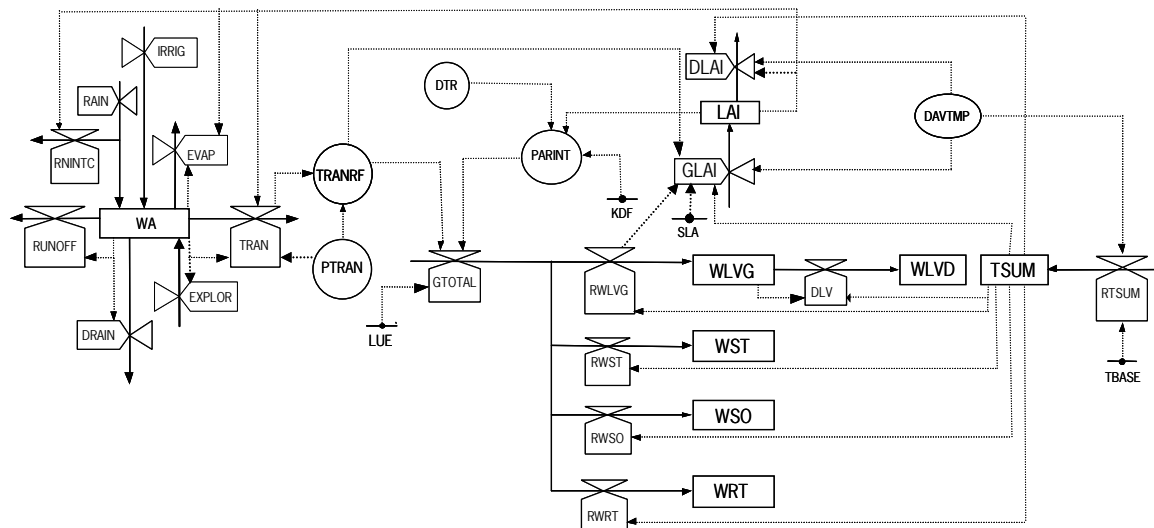 IRRIG
DLAI
RAIN
DTR
LAI
DAVTMP
RNINTC
EVAP
TRANRF
PARINT
GLAI
KDF
SLA
WA
RUNOFF
TRAN
PTRAN
GTOTAL
RWLVG
WLVG
DLV
WLVD
TSUM
RTSUM
EXPLOR
DRAIN
LUE
RWST
WST
TBASE
RWSO
WSO
RWRT
WRT